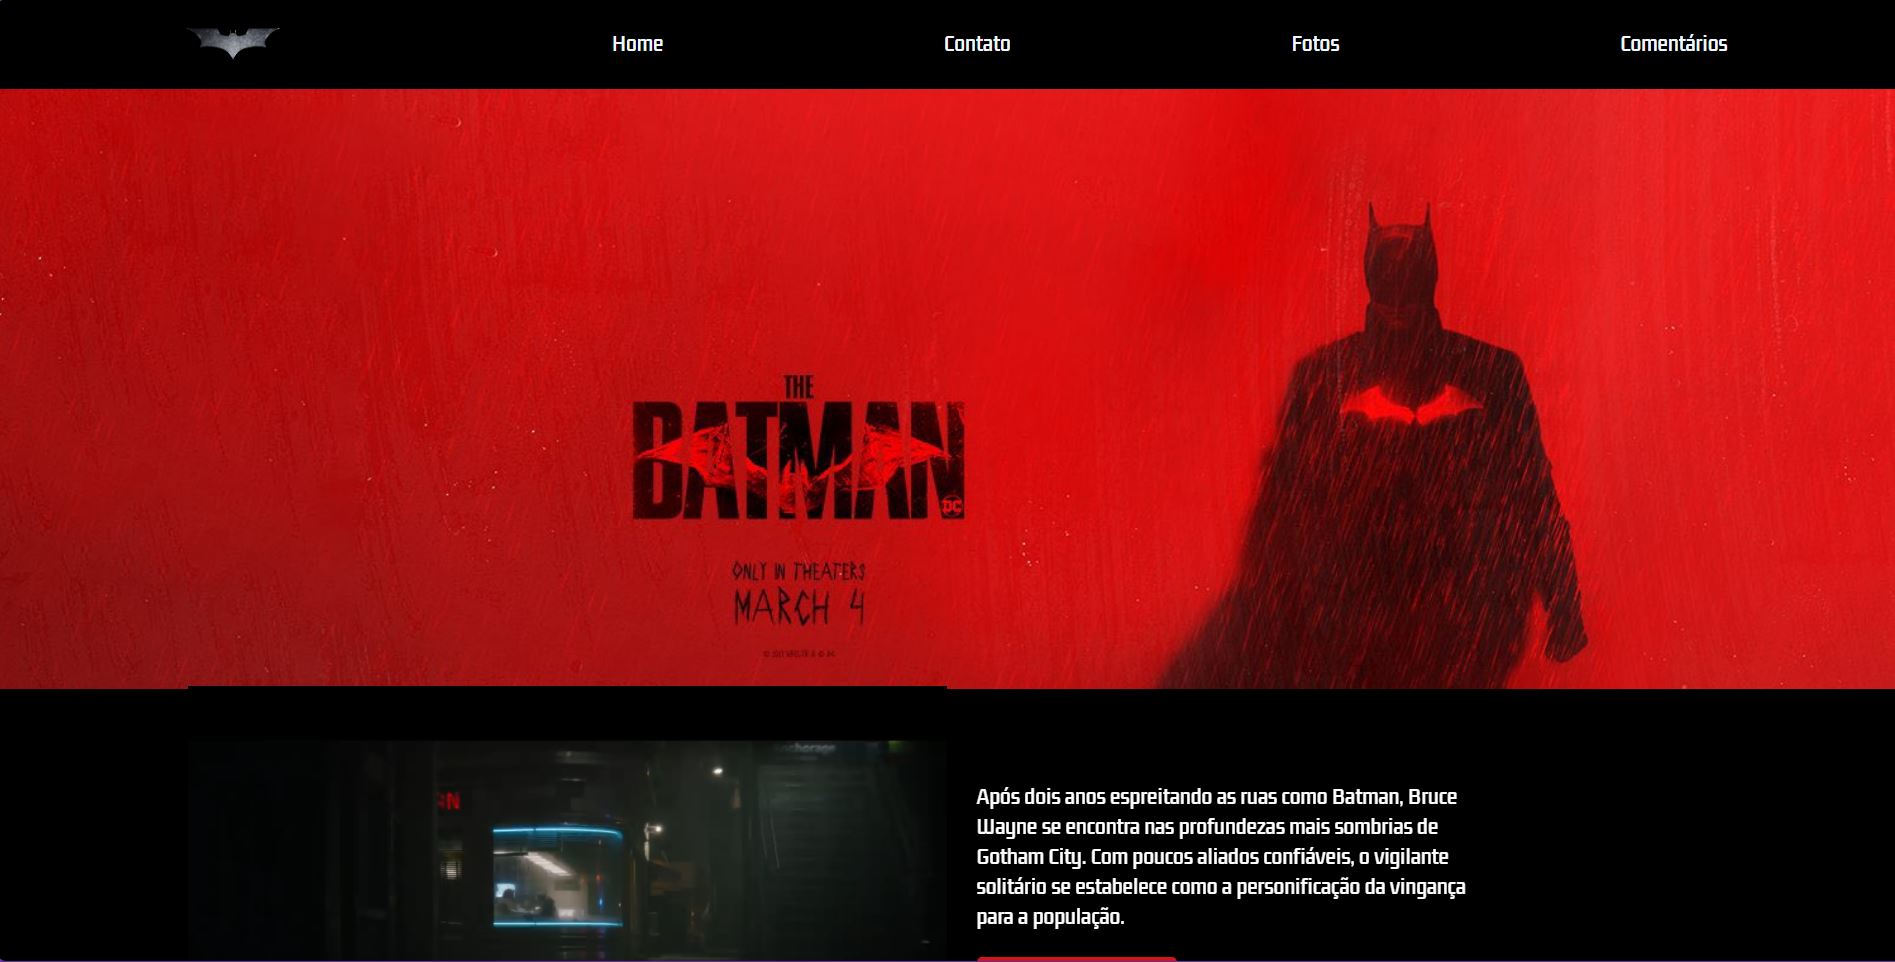 Home Contato Fotos Comentários
THE
BATMAN
DC
ONLY IN THEATERS
MARCH 4
Após dois anos espreitando as ruas como Batman, Bruce
Wayne se encontra nas profundezas mais sombrias de
Gotham City. Com poucos aliados confiáveis, o vigilante
solitário se estabelece como a personificação da vingança
para a população.